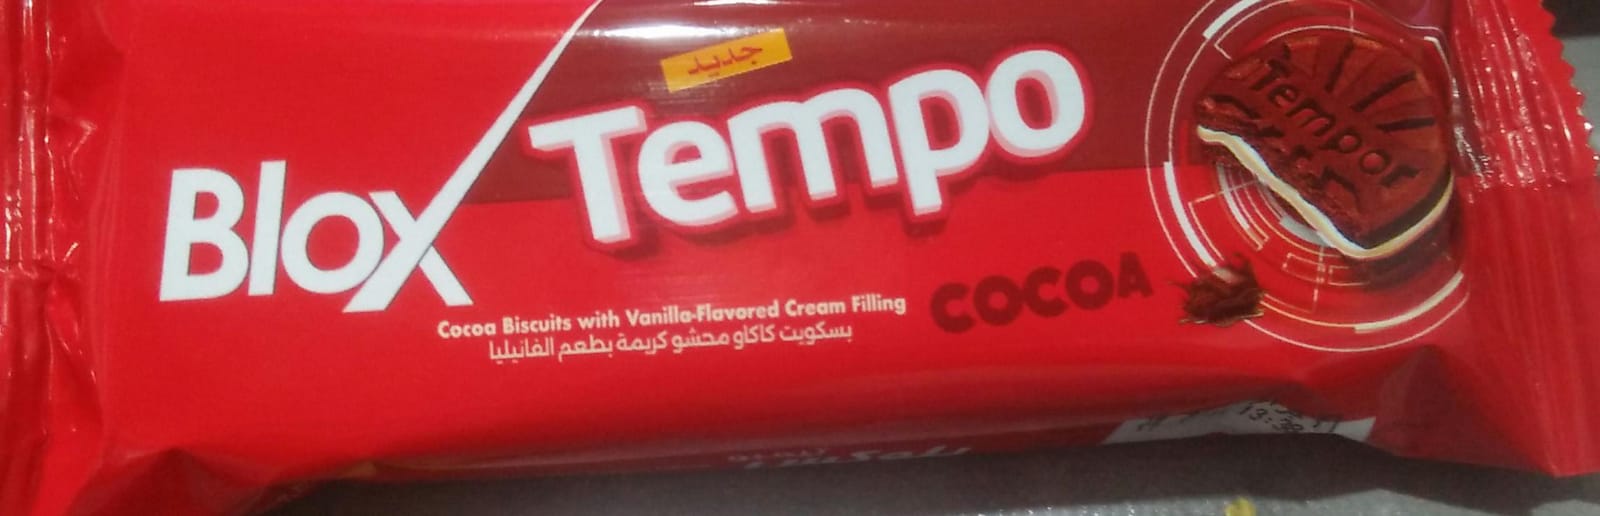 جديد
Blox Tempo
Tempo
COCOA
Cocoa Biscuits with Vanilla-Flavored Cream Filling
بسكويت كاكاو محشو كريمة بطعم الفانيليا